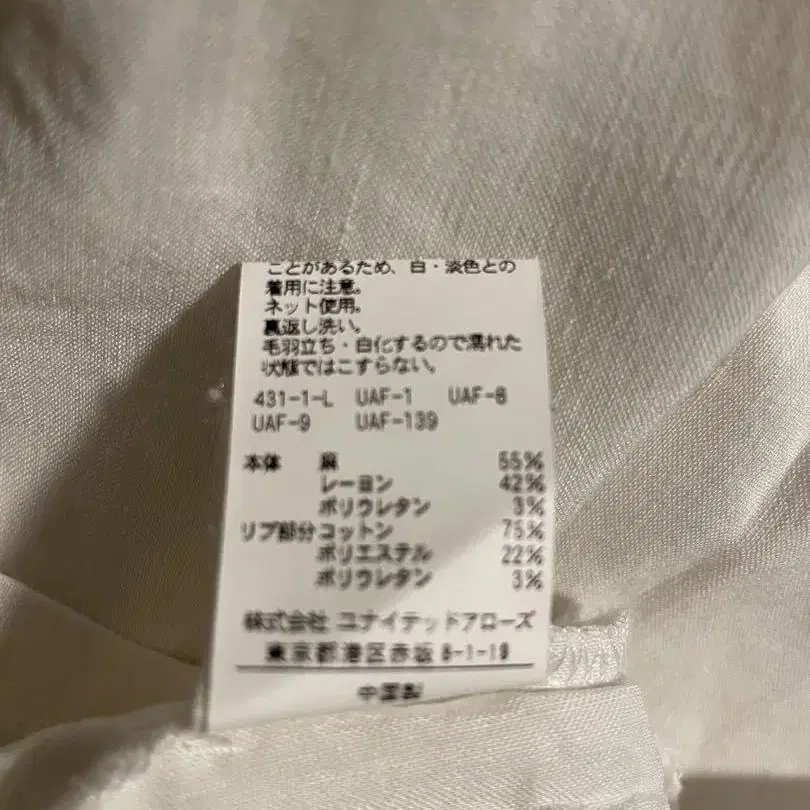 ことがあるため、白・淡色との
着用に注意。
ネット使用。
裏返し洗い。
毛羽立ち・白化するので濡れた
状態ではこすらない。
431-1-L UAF-1 UAF-8
UAF-9 UAF-139
本体 麻 55%
レーヨン 42%
ポリウレタン 3%
リブ部分 コットン 75%
ポリエステル 22%
ポリウレタン 3%
株式会社 ユナイテッドアローズ
東京都港区赤坂8-1-19
中国製